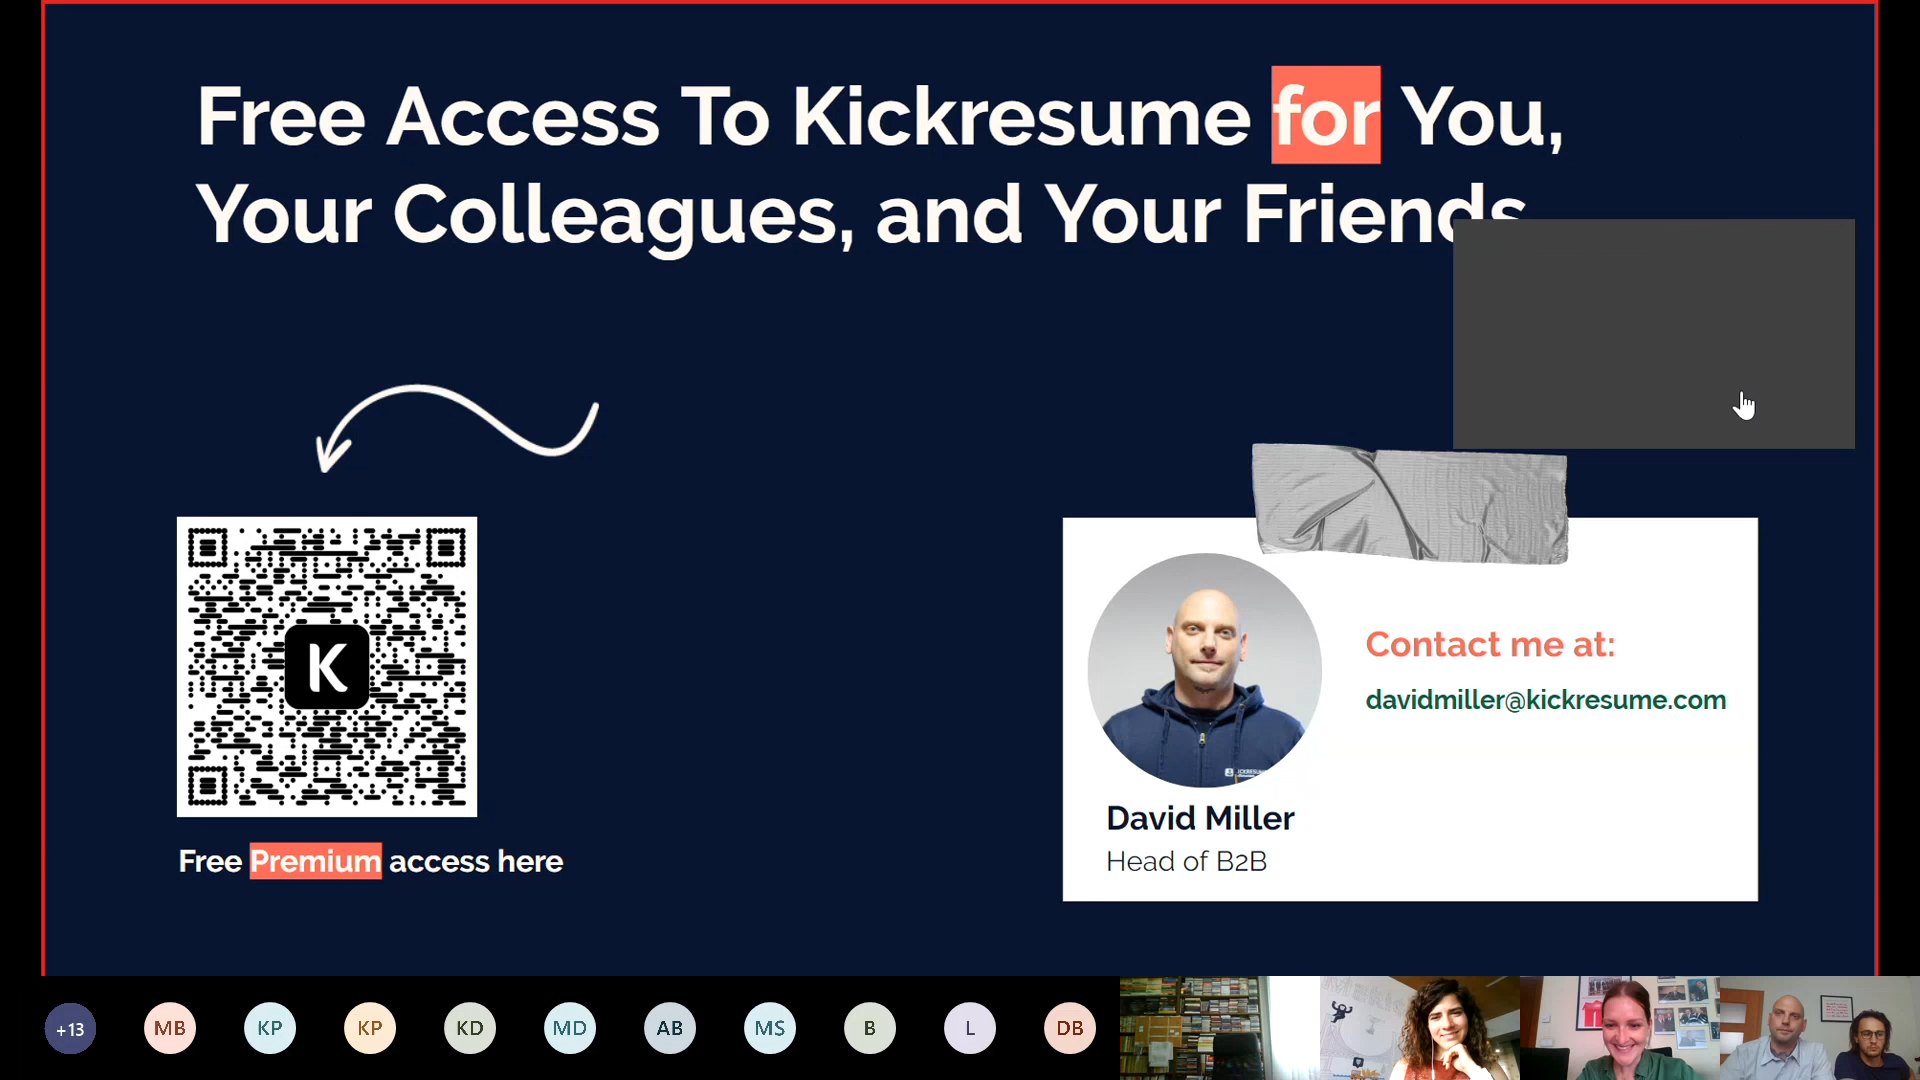 Free Access To Kickresume for You,
Your Colleagues, and Your Friends
K
Free Premium access here
Contact me at:
davidmiller@kickresume.com
David Miller
Head of B2B
+13
MB
KP
KP
KD
MD
AB
MS
B
L
DB